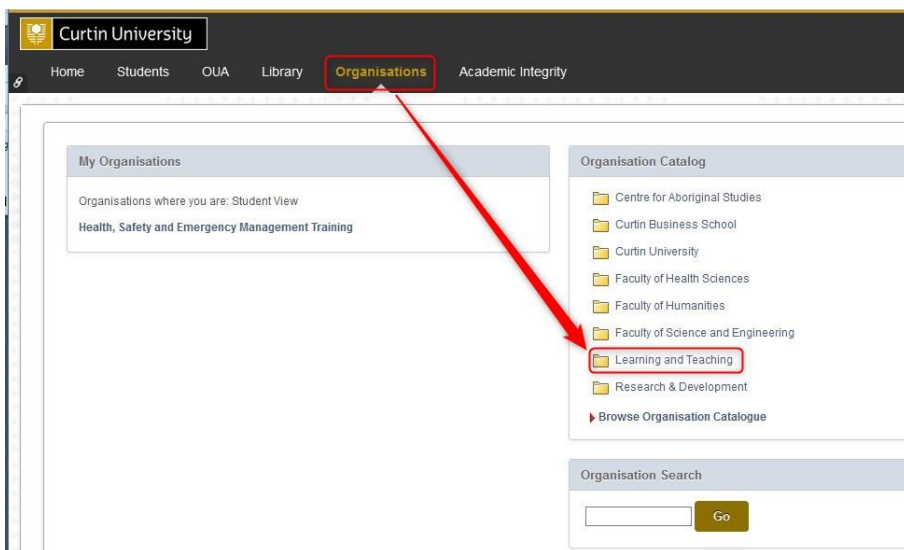 Curtin University
Home Students OUA Library Organisations Academic Integrity
My Organisations
Organisations where you are: Student View
Health, Safety and Emergency Management Training
Organisation Catalog
Centre for Aboriginal Studies
Curtin Business School
Curtin University
Faculty of Health Sciences
Faculty of Humanities
Faculty of Science and Engineering
Learning and Teaching
Research & Development
Browse Organisation Catalogue
Organisation Search
Go